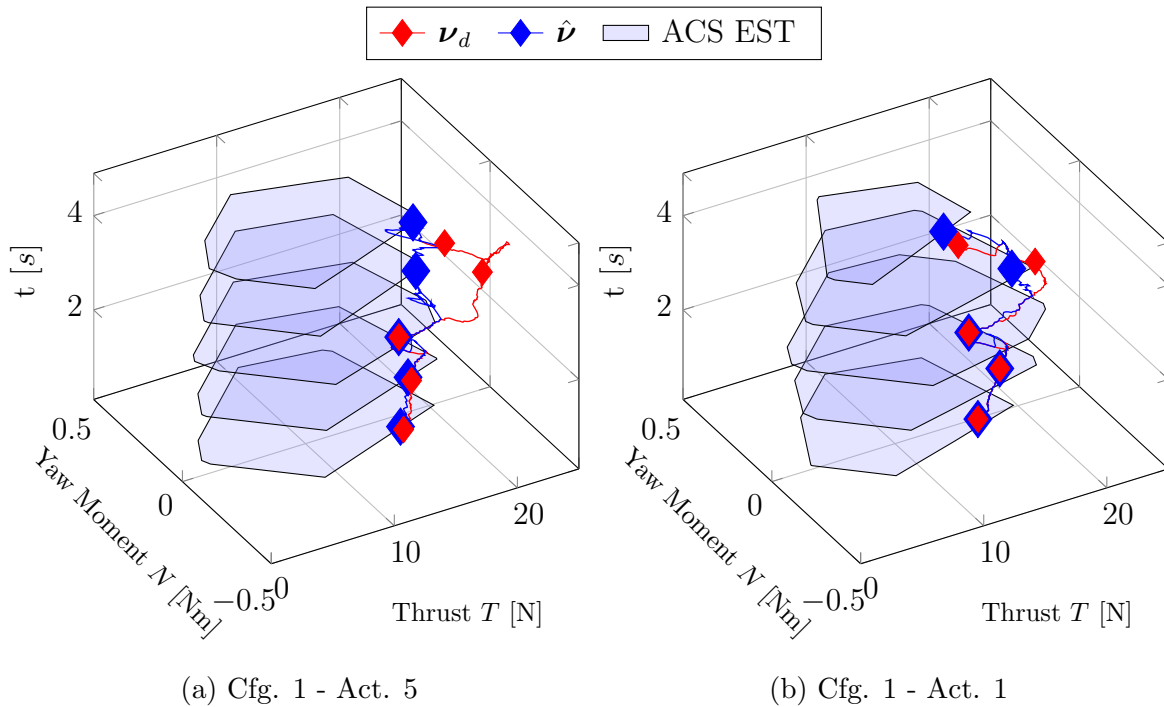 𝝂_d 𝝂̂ ACS EST
4
2
t [s]
0.5
0
−0.5
Yaw Moment N [Nm]
0
10
20
Thrust T [N]
(a) Cfg. 1 - Act. 5
4
2
t [s]
0.5
0
−0.5
Yaw Moment N [Nm]
0
10
20
Thrust T [N]
(b) Cfg. 1 - Act. 1